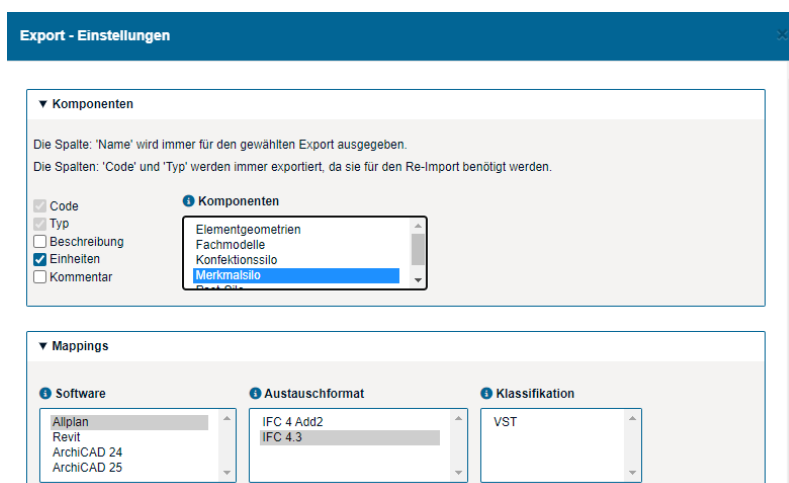 Export - Einstellungen
▼ Komponenten
Die Spalte: 'Name' wird immer für den gewählten Export ausgegeben.
Die Spalten: 'Code' und 'Typ' werden immer exportiert, da sie für den Re-Import benötigt werden.
Code
Typ
Beschreibung
Einheiten
Kommentar
Komponenten
Elementgeometrien
Fachmodelle
Konfektionssilo
Merkmalsilo
▼ Mappings
Software
Allplan
Revit
ArchiCAD 24
ArchiCAD 25
Austauschformat
IFC 4 Add2
IFC 4.3
Klassifikation
VST